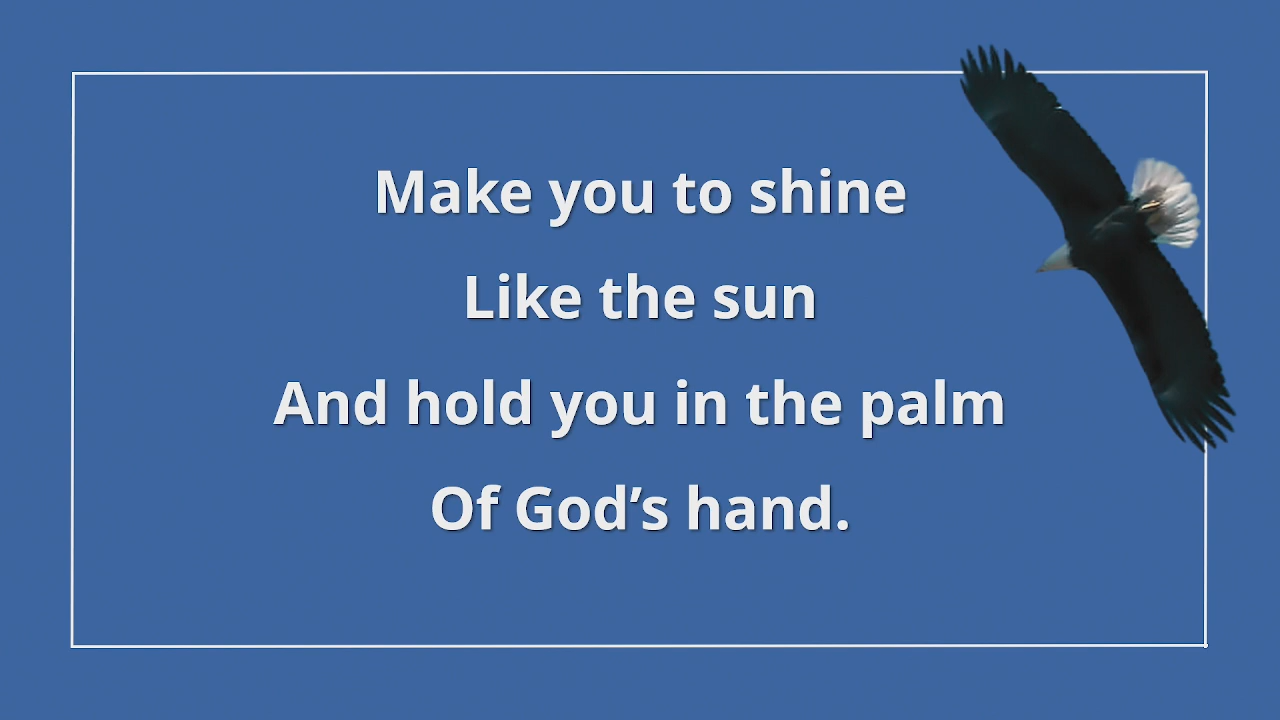 Make you to shine
Like the sun
And hold you in the palm
Of God’s hand.